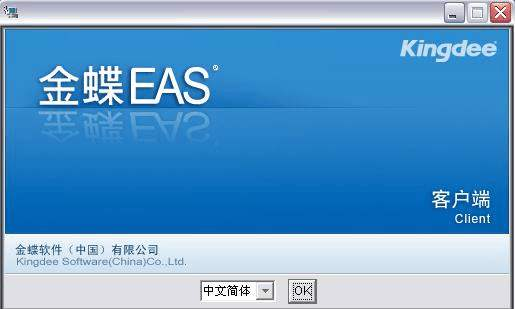 Kingdee
金蝶EAS®
客户端
Client
金蝶软件（中国）有限公司
Kingdee Software(China)Co.,Ltd.
中文简体
OK